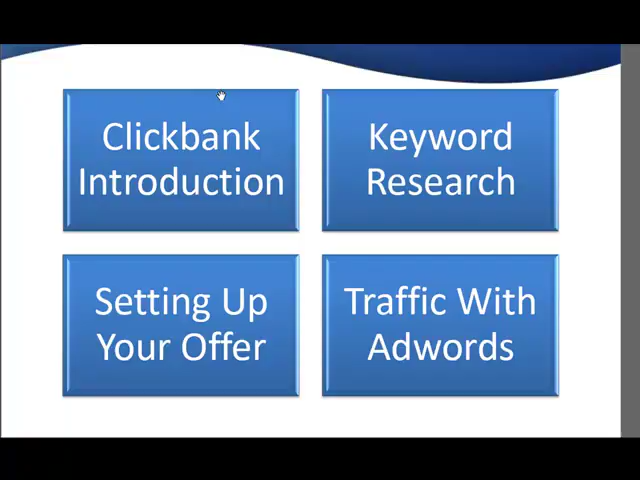 Clickbank
Introduction
Keyword
Research
Setting Up
Your Offer
Traffic With
Adwords